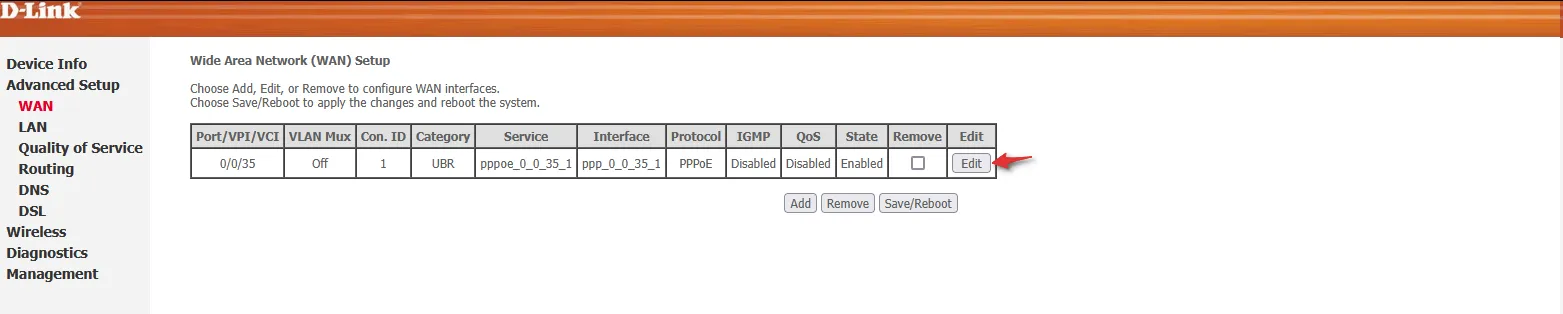 D-Link
Device Info
Advanced Setup
WAN
LAN
Quality of Service
Routing
DNS
DSL
Wireless
Diagnostics
Management
Wide Area Network (WAN) Setup
Choose Add, Edit, or Remove to configure WAN interfaces.
Choose Save/Reboot to apply the changes and reboot the system.
Port/VPI/VCI VLAN Mux Con. ID Category Service Interface Protocol IGMP QoS State Remove Edit
0/0/35 Off 1 UBR pppoe_0_0_35_1 ppp_0_0_35_1 PPPoE Disabled Disabled Enabled Edit
Add Remove Save/Reboot